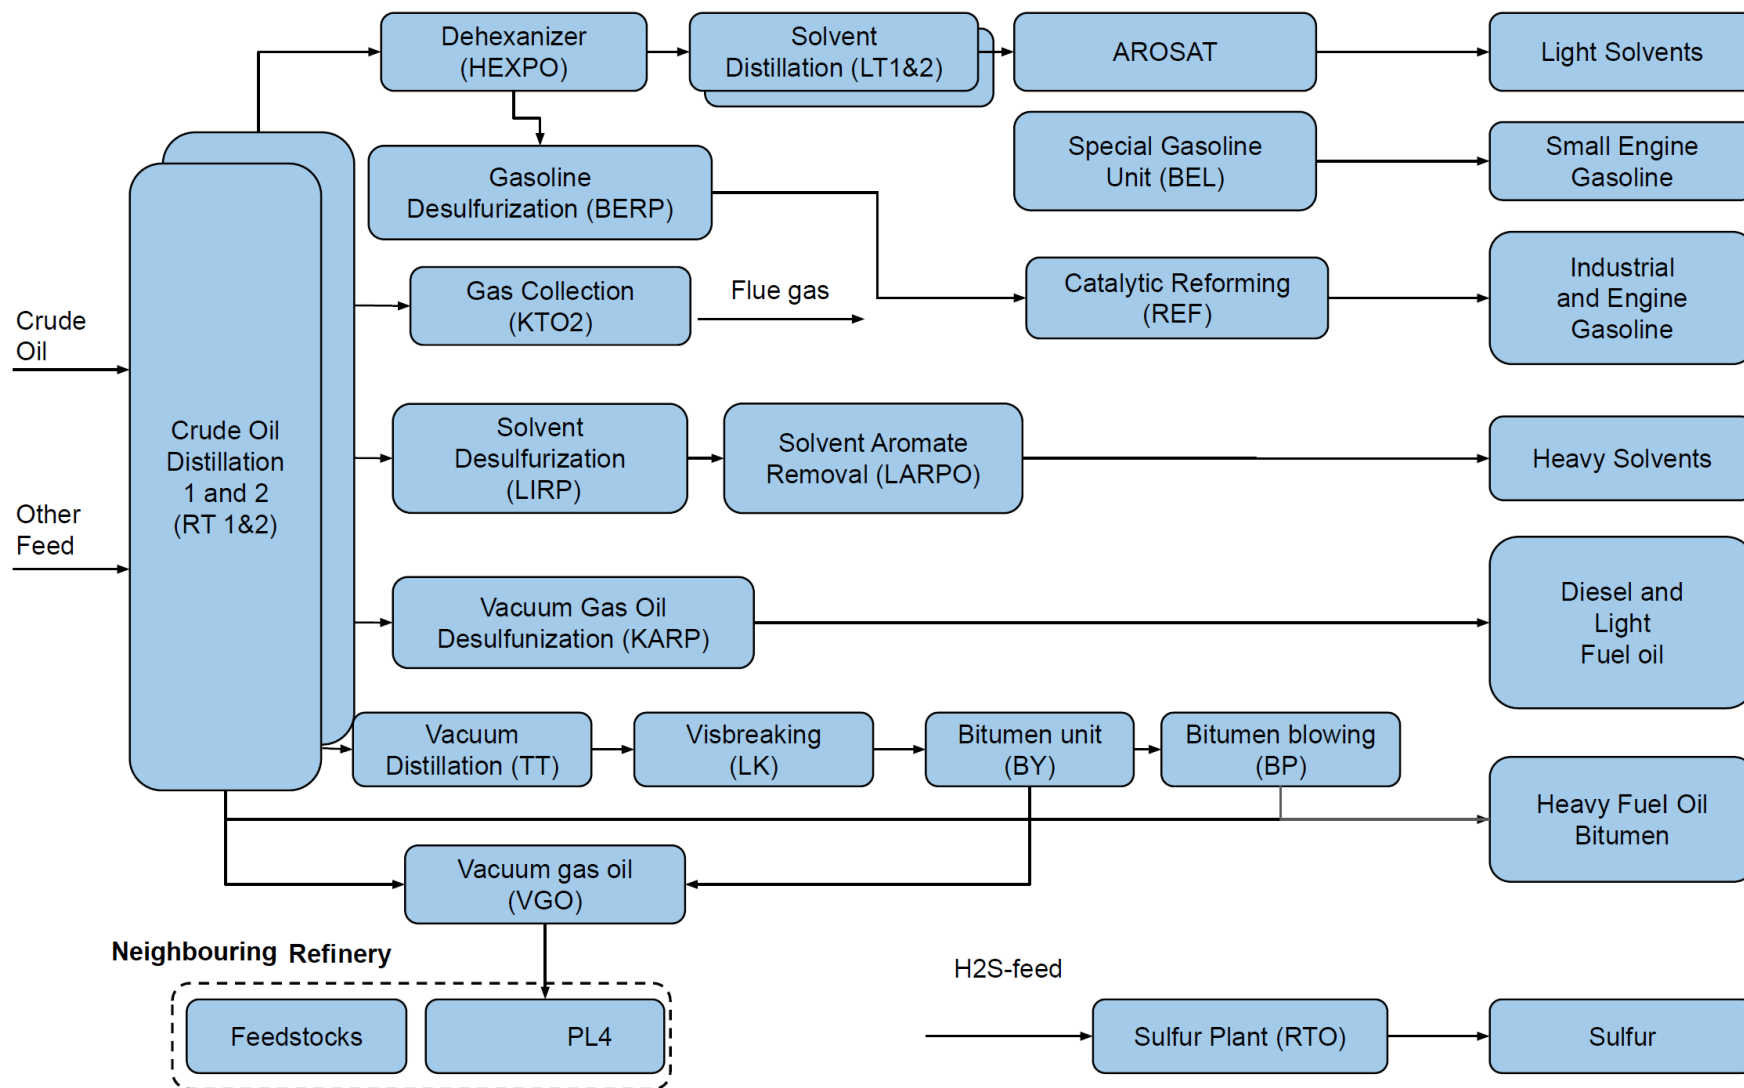 Dehexanizer
(HEXPO)
Solvent
Distillation (LT1&2)
AROSAT
Light Solvents
Special Gasoline
Unit (BEL)
Small Engine
Gasoline
Gasoline
Desulfurization (BERP)
Gas Collection
(KTO2)
Flue gas
Catalytic Reforming
(REF)
Industrial
and Engine
Gasoline
Crude
Oil
Other
Feed
Crude Oil
Distillation
1 and 2
(RT 1&2)
Solvent
Desulfurization
(LIRP)
Solvent Aromate
Removal (LARPO)
Heavy Solvents
Vacuum Gas Oil
Desulfunization (KARP)
Diesel and
Light
Fuel oil
Vacuum
Distillation (TT)
Visbreaking
(LK)
Bitumen unit
(BY)
Bitumen blowing
(BP)
Heavy Fuel Oil
Bitumen
Vacuum gas oil
(VGO)
Neighbouring Refinery
Feedstocks
PL4
H2S-feed
Sulfur Plant (RTO)
Sulfur